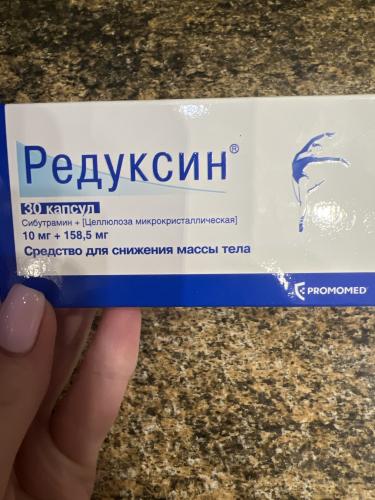 Редуксин®
30 капсул
Сибутрамин + [Целлюлоза микрокристаллическая]
10 мг + 158,5 мг
Средство для снижения массы тела
PROMOMED